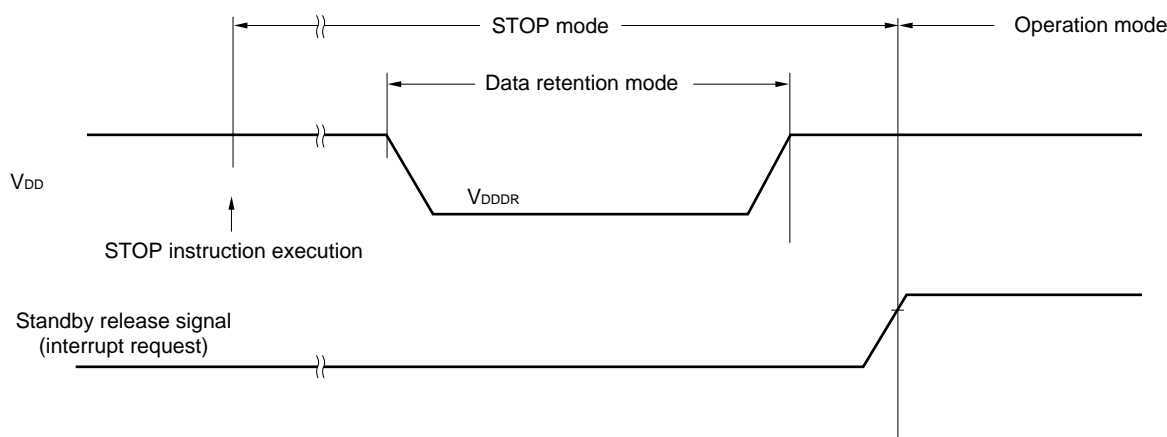 STOP mode
Operation mode
Data retention mode
VDD
VDDDR
STOP instruction execution
Standby release signal
(interrupt request)